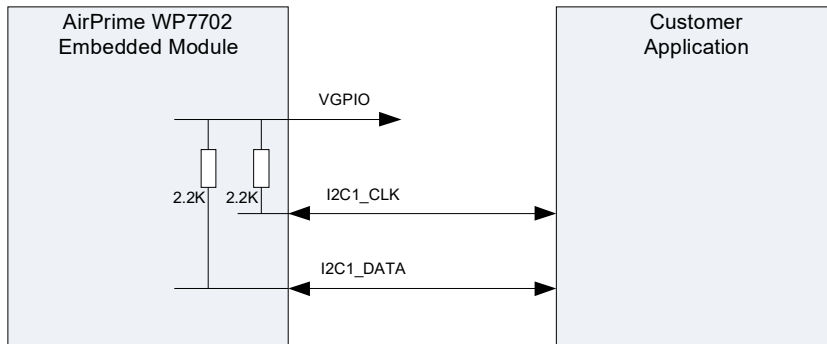 AirPrime WP7702
Embedded Module
Customer
Application
VGPIO
2.2K
2.2K
I2C1_CLK
I2C1_DATA